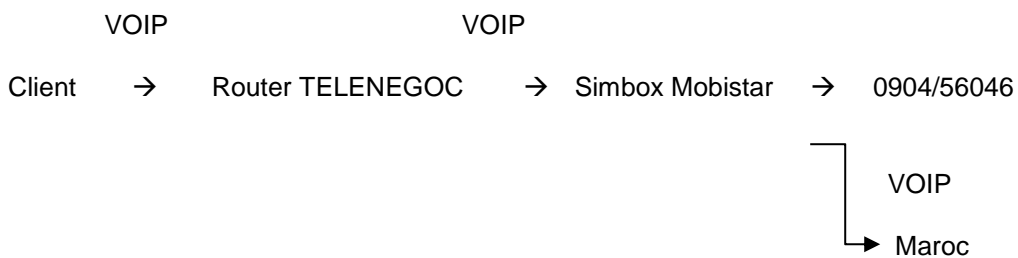 VOIP VOIP
Client → Router TELENEGOC → Simbox Mobistar → 0904/56046
VOIP
Maroc